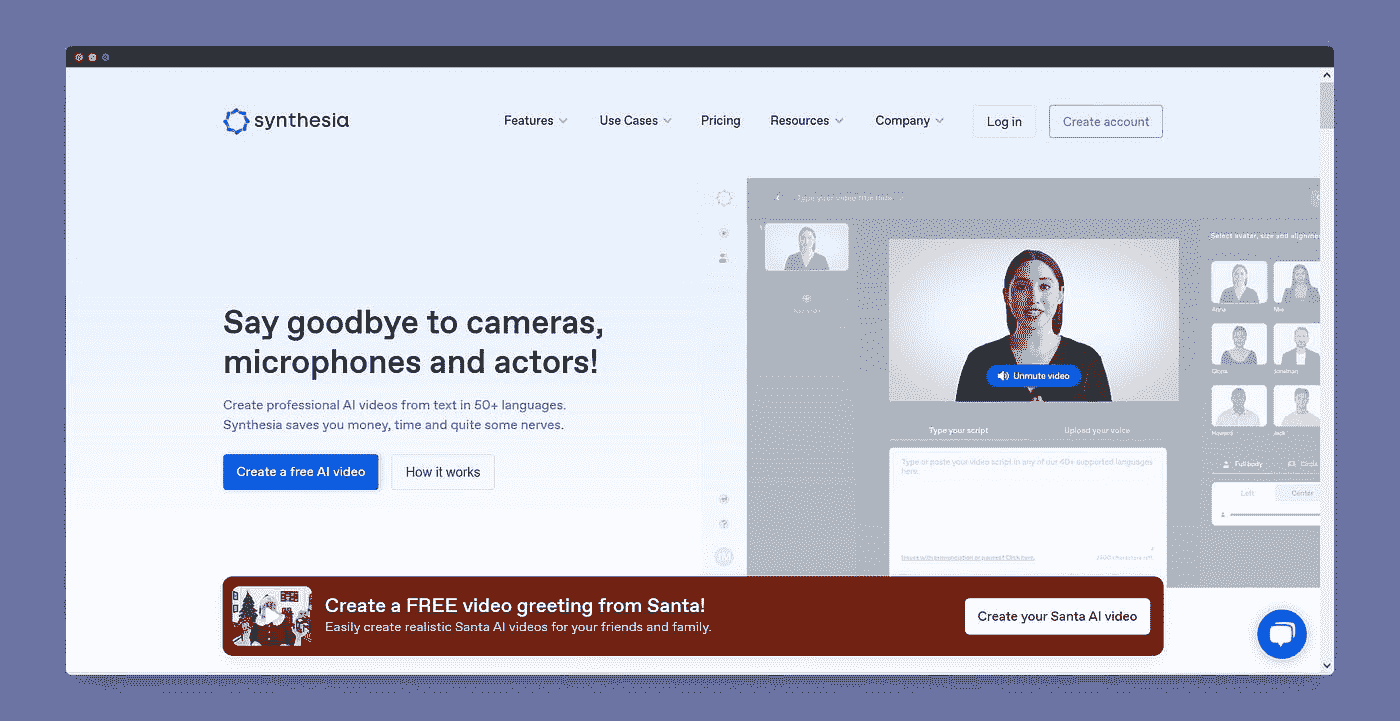 synthesia
Features
Use Cases
Pricing
Resources
Company
Log in
Create account
Type your video title here
Select avatar, size and alignment
Say goodbye to cameras,
microphones and actors!
Create professional AI videos from text in 50+ languages.
Synthesia saves you money, time and quite some nerves.
Create a free AI video
How it works
Unmute video
Type your script
Upload your voice
Type or paste your video script in any of our 40+ supported languages
here.
Anna
Gloria
Jonathan
Howard
Jack
Full body
Circle
Left
Center
Create a FREE video greeting from Santa!
Easily create realistic Santa AI videos for your friends and family.
Create your Santa AI video